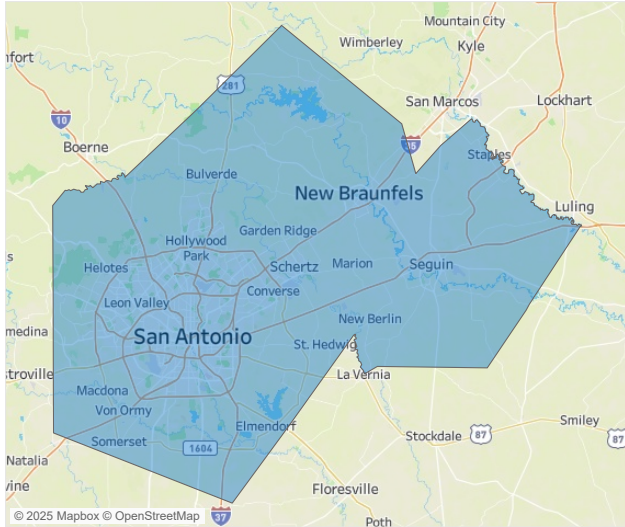 Mountain City
Wimberley
Kyle
281
San Marcos
Lockhart
10
Boerne
Staples
Bulverde
New Braunfels
Luling
Garden Ridge
Hollywood
Park
Helotes
Schertz
Marion
Seguin
Converse
Leon Valley
New Berlin
San Antonio
St. Hedwig
La Vernia
Macdona
Von Ormy
Elmendorf
Smiley
Somerset
1604
Stockdale
87
87
Natalia
Floresville
© 2025 Mapbox © OpenStreetMap
37
Poth